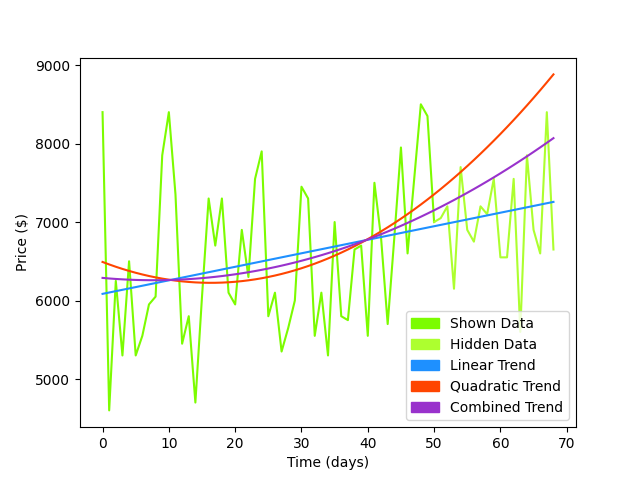 9000
8000
7000
6000
5000
Price ($)
0 10 20 30 40 50 60 70
Time (days)
Shown Data
Hidden Data
Linear Trend
Quadratic Trend
Combined Trend